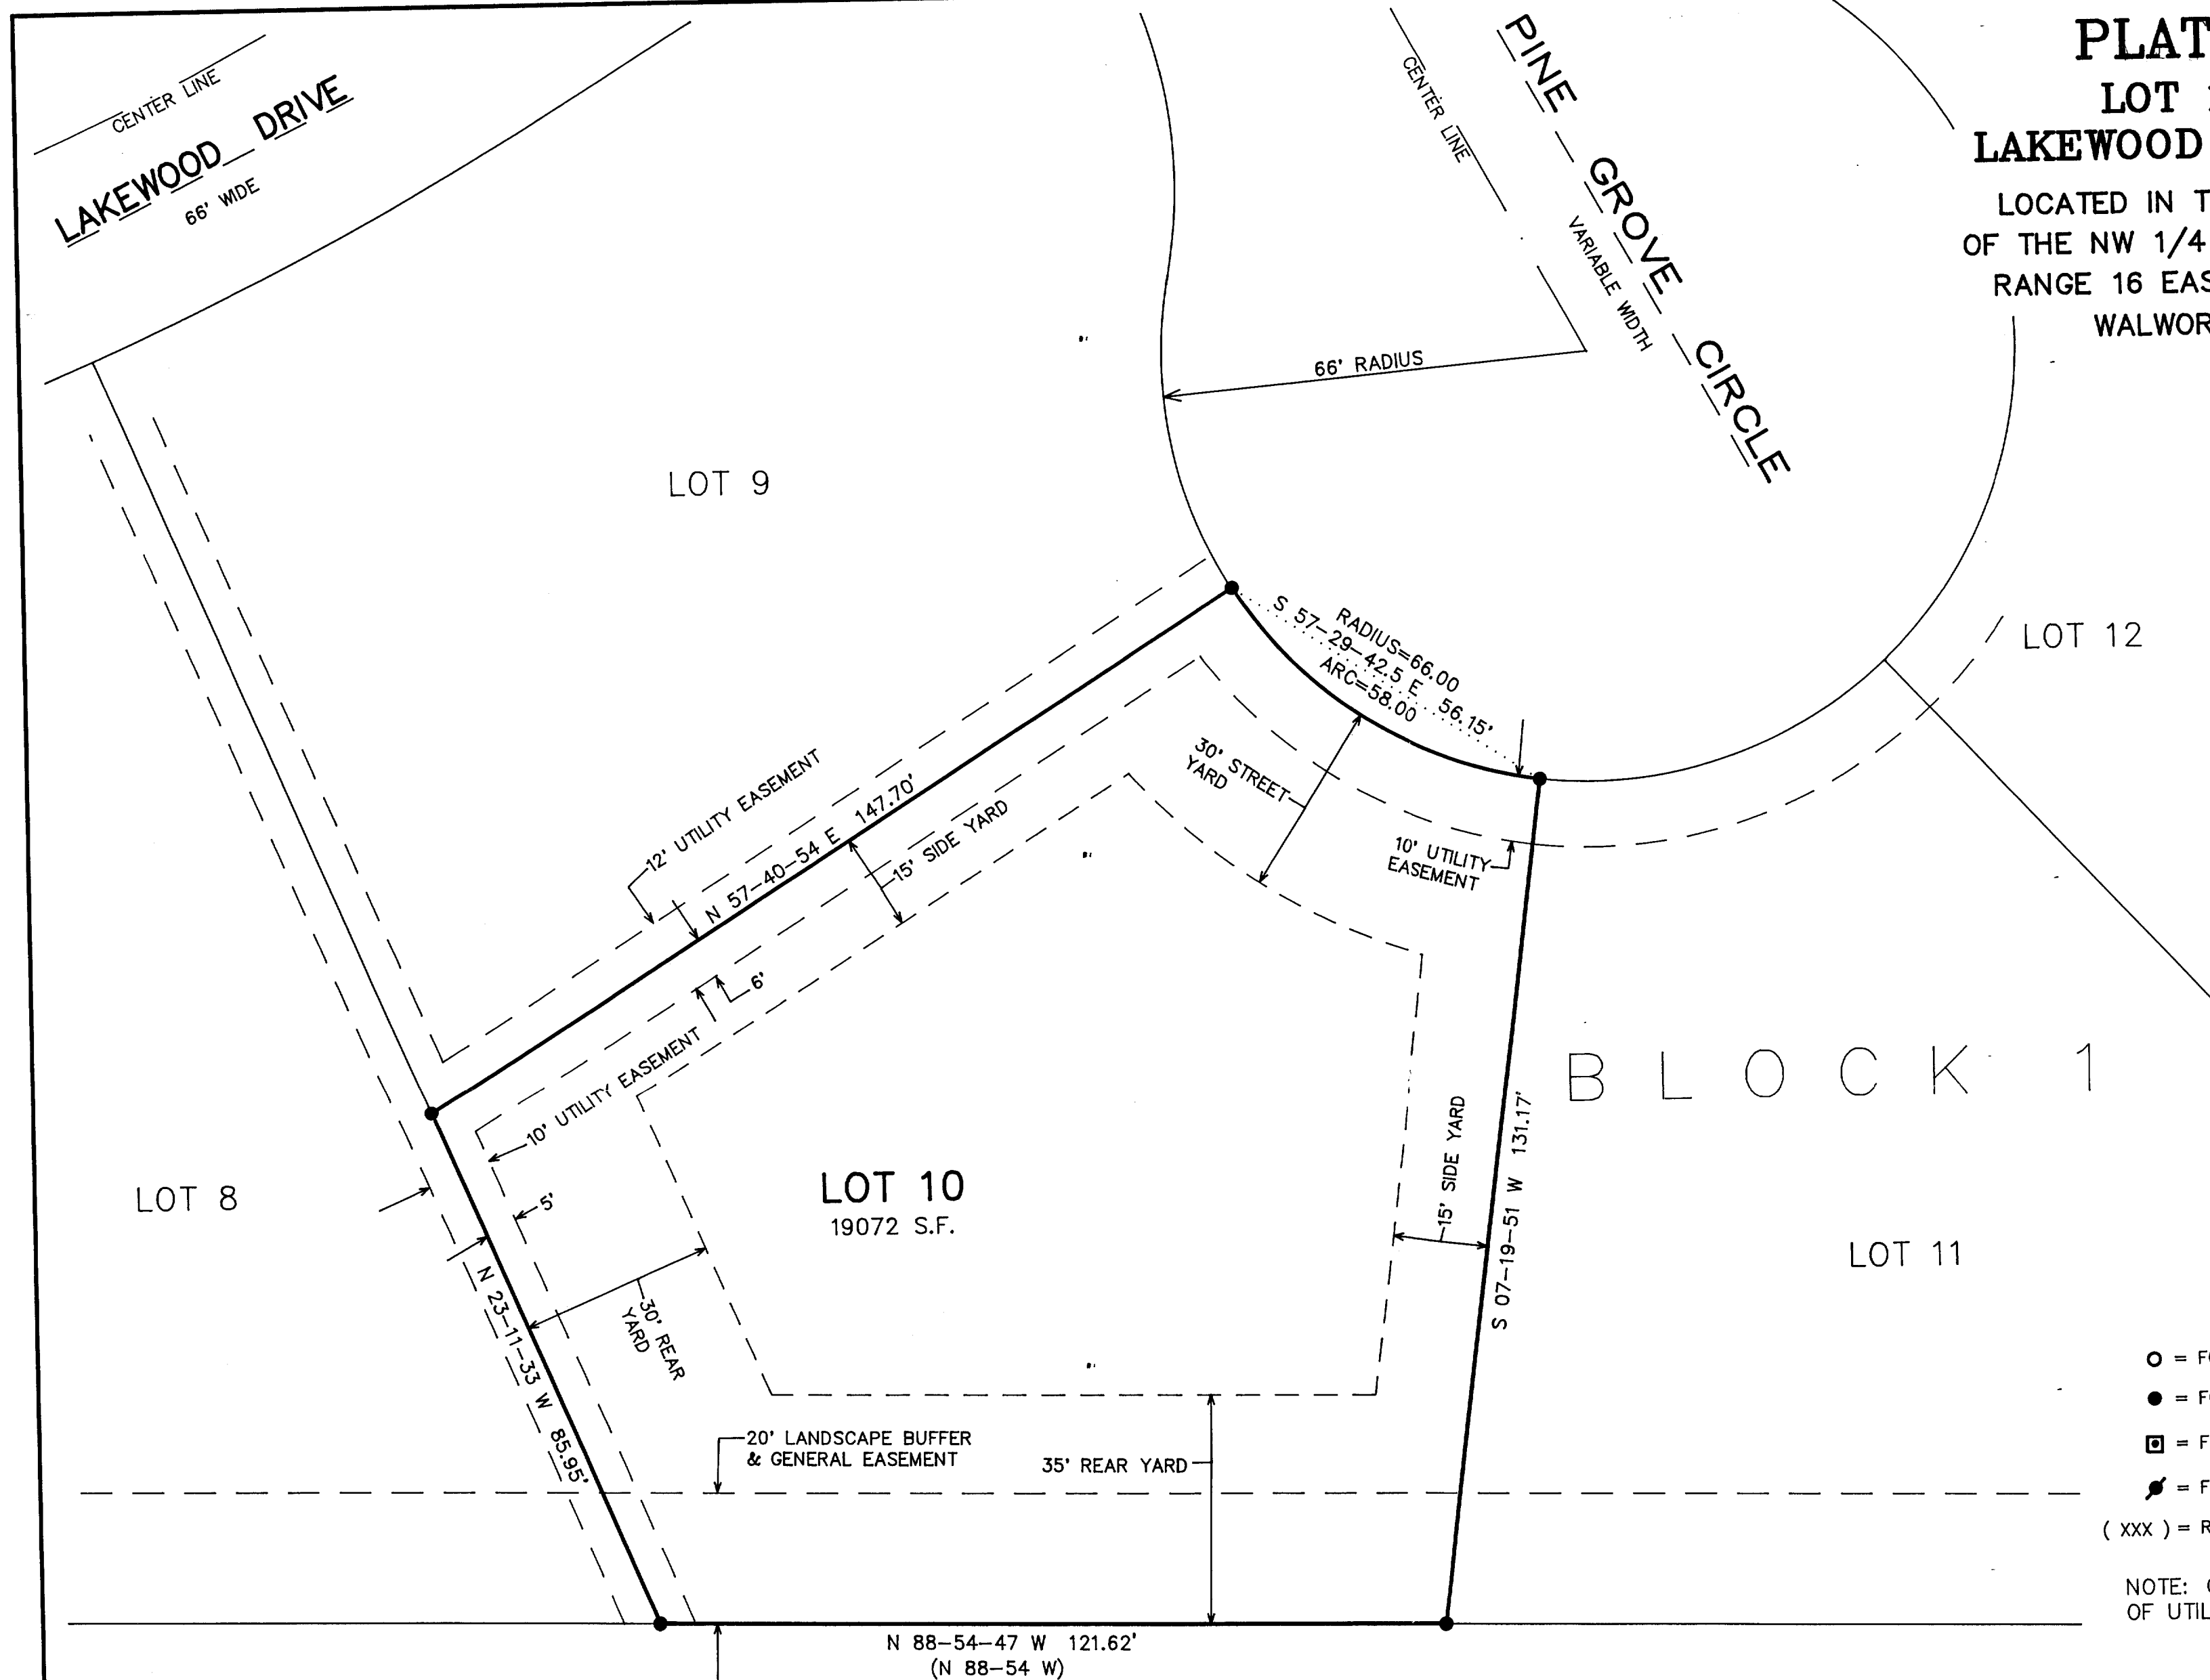 CENTER LINE
LAKEWOOD DRIVE
66' WIDE
CENTER LINE
PINE GROVE CIRCLE
VARIABLE WIDTH
PLAT
LOT
LAKEWOOD
LOCATED IN T
OF THE NW 1/4
RANGE 16 EAS
WALWOR
66' RADIUS
LOT 9
LOT 12
RADIUS=66.00
S 57-29-42.5 E 56.15'
ARC=58.00
30' STREET
YARD
10' UTILITY
EASEMENT
12' UTILITY EASEMENT
N 57-40-54 E 147.70'
15' SIDE YARD
6'
10' UTILITY EASEMENT
BLOCK 1
LOT 8
5'
LOT 10
19072 S.F.
15' SIDE YARD
S 07-19-51 W 131.17'
LOT 11
N 23-11-33 W 85.95'
30' REAR
YARD
20' LANDSCAPE BUFFER
& GENERAL EASEMENT
35' REAR YARD
= F
= F
= F
= F
( XXX ) = R
NOTE:
OF UTIL
N 88-54-47 W 121.62'
(N 88-54 W)